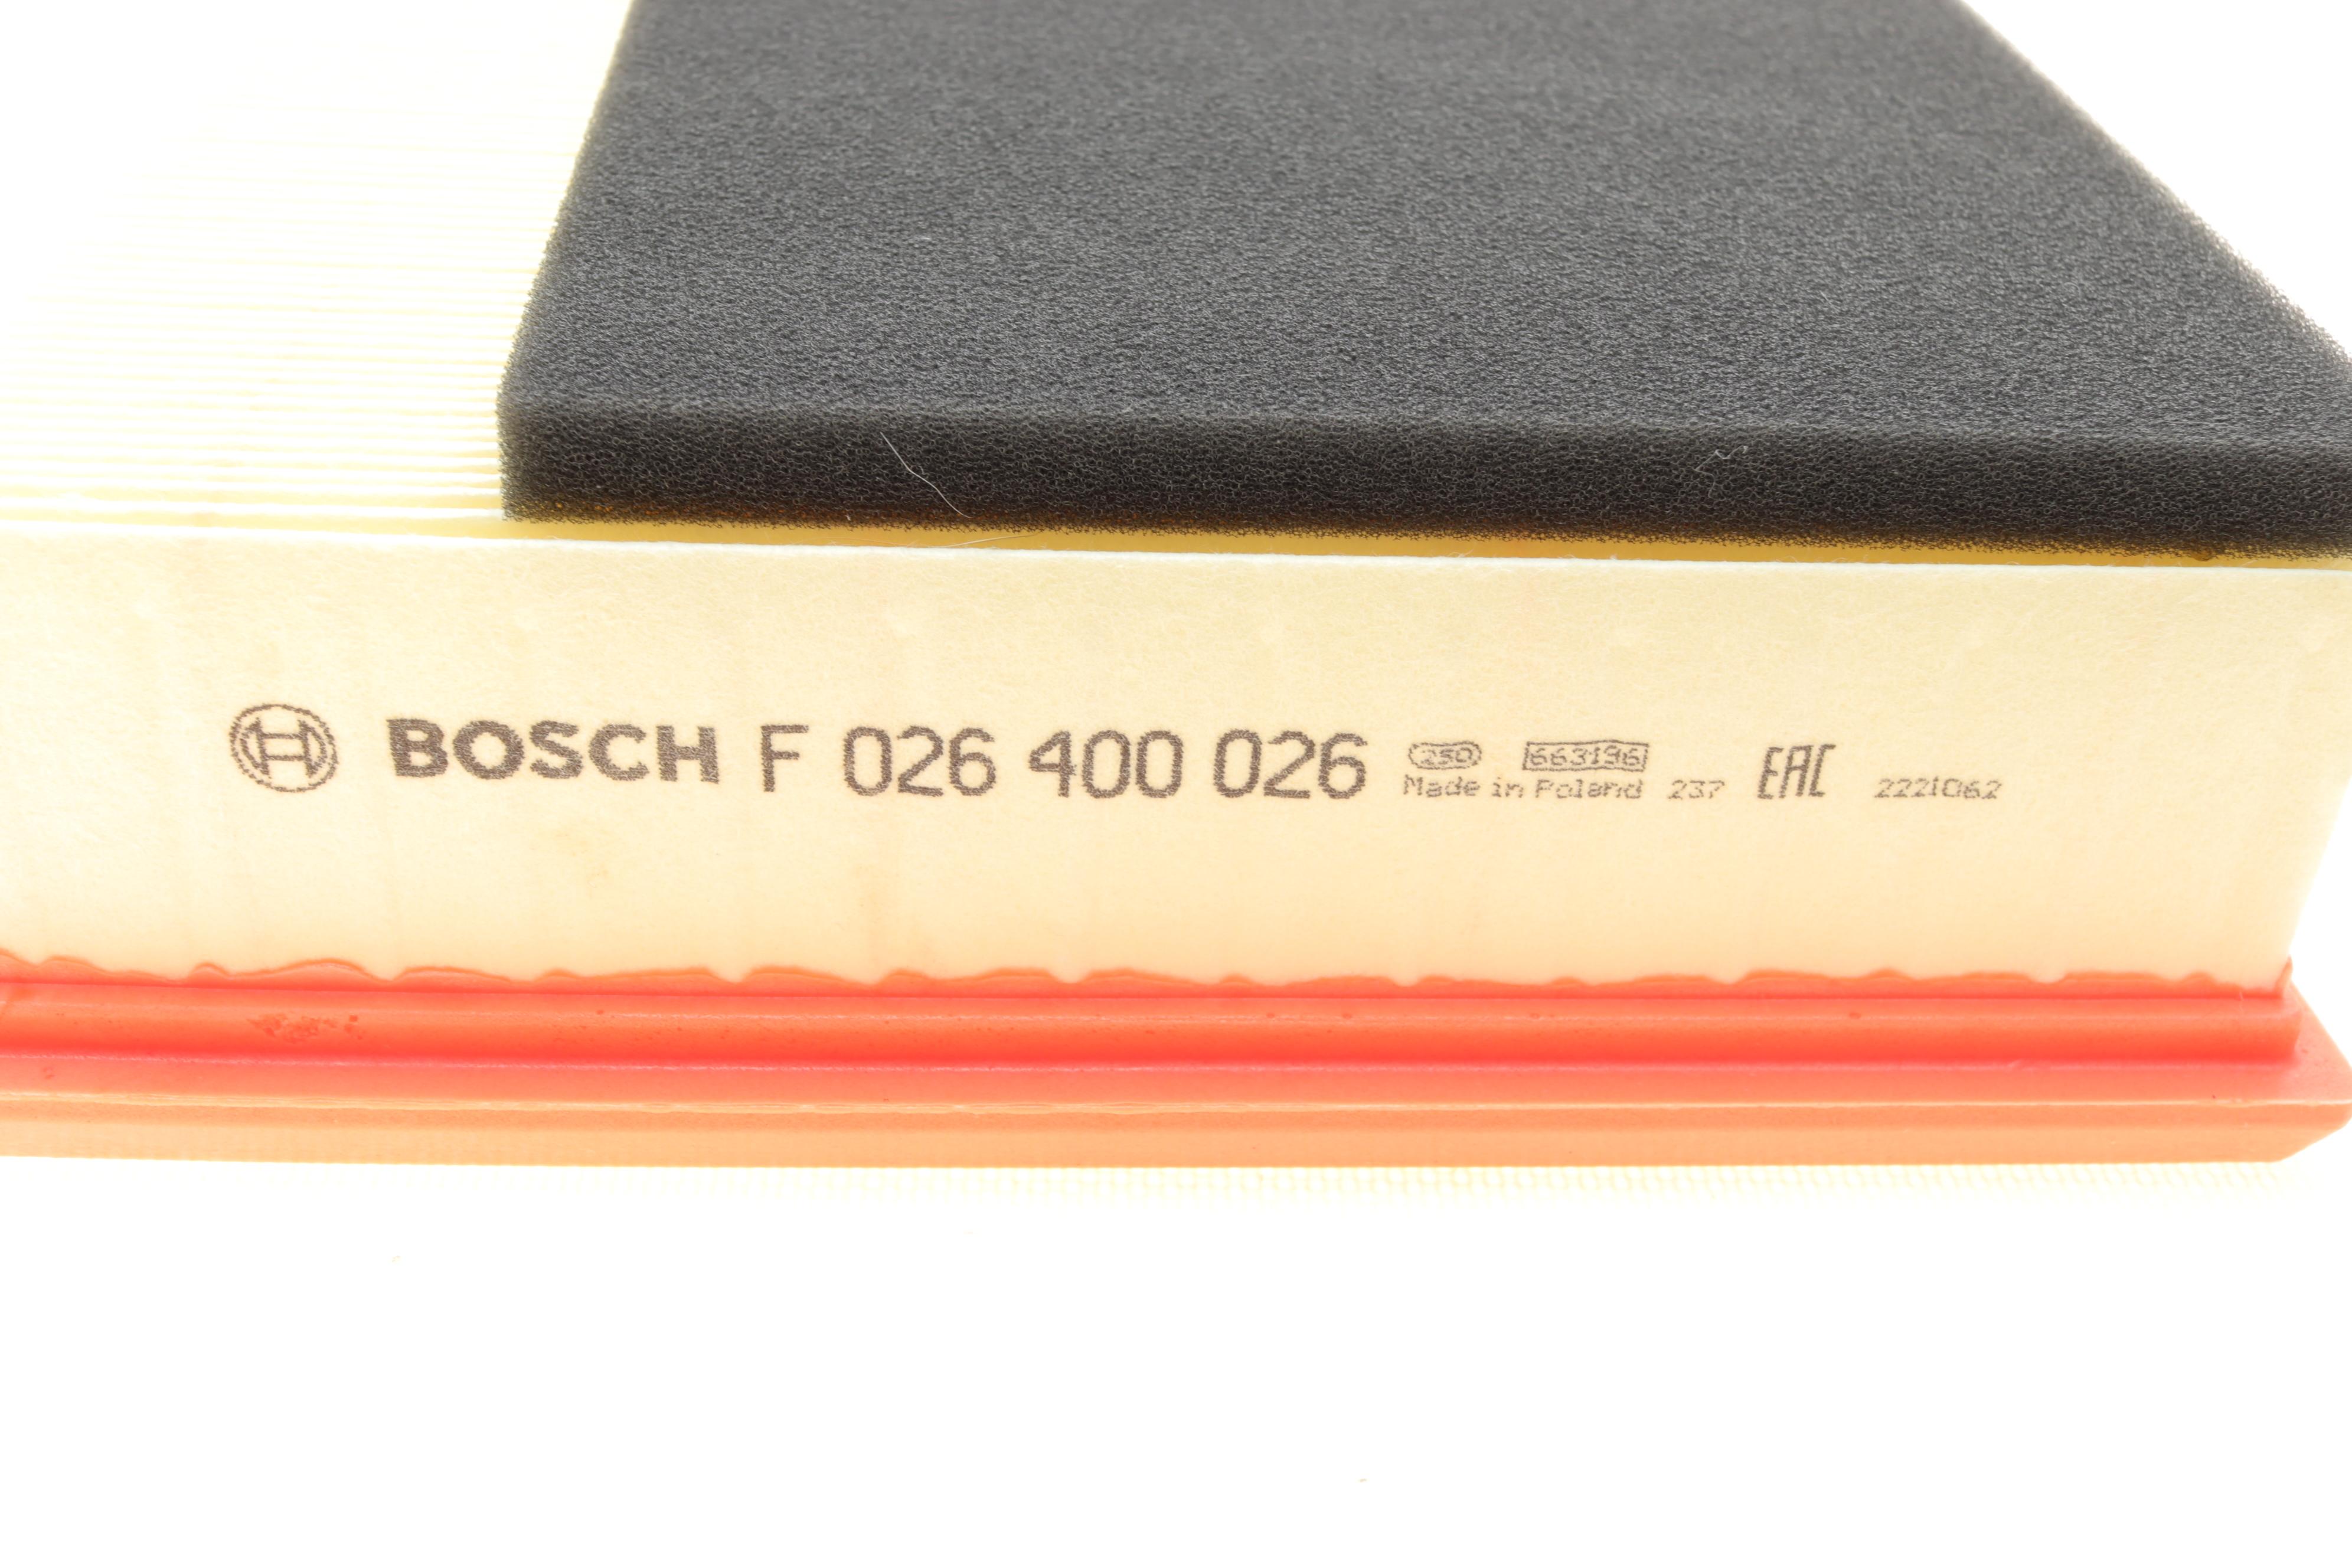 BOSCH F 026 400 026 250 663196
Made in Poland 237 EAC 2221062